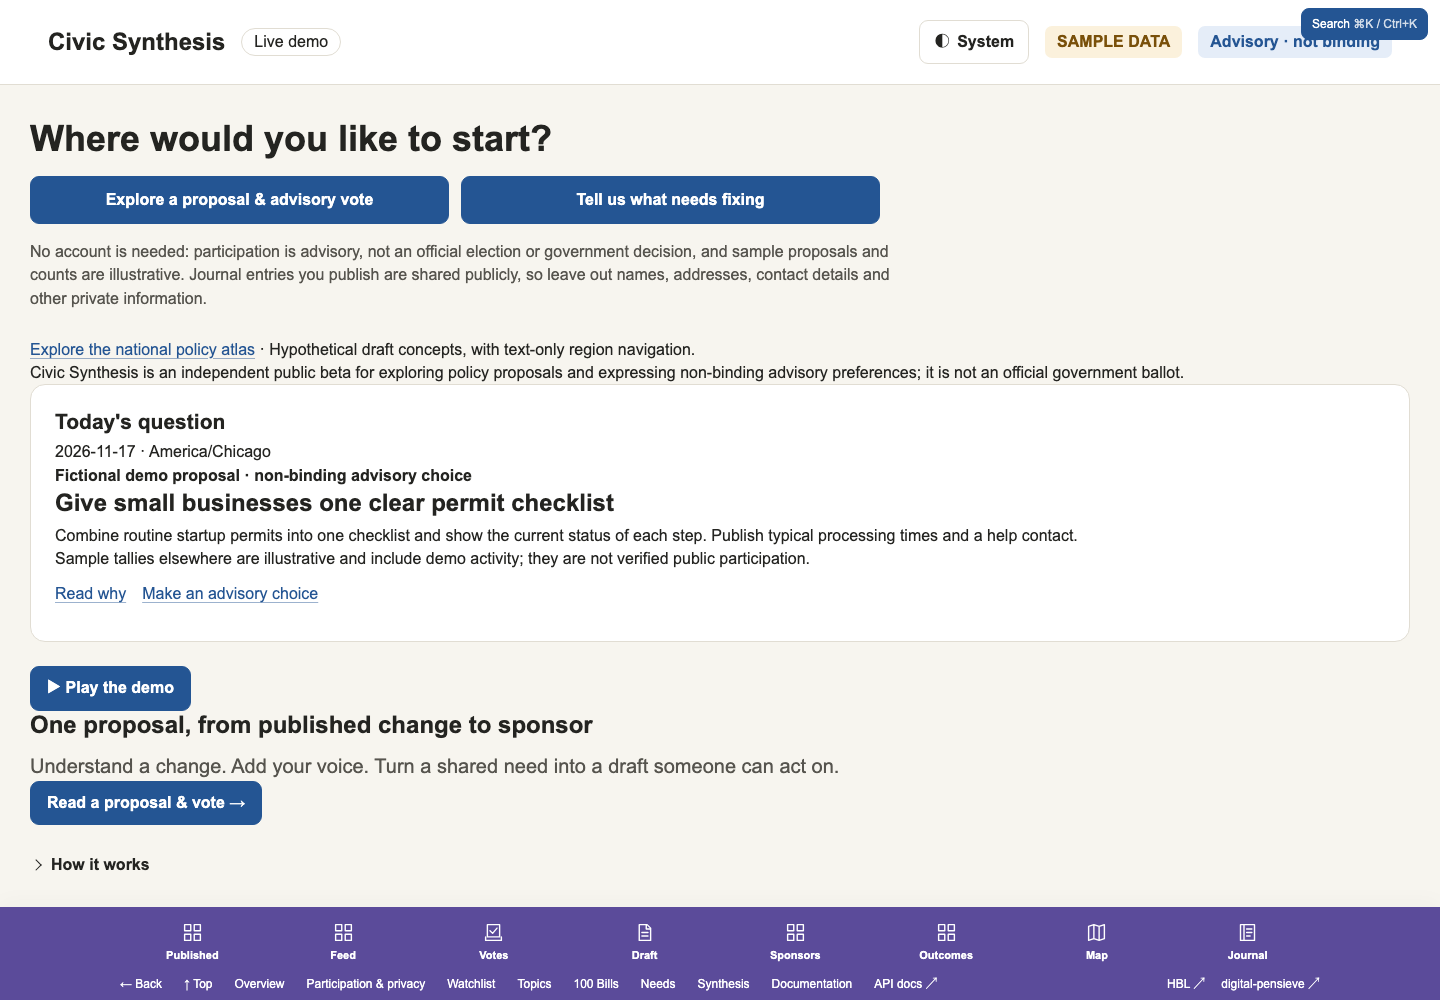 Civic Synthesis
Live demo
System
SAMPLE DATA
Advisory · not binding
Search ⌘K / Ctrl+K
Where would you like to start?
Explore a proposal & advisory vote
Tell us what needs fixing
No account is needed: participation is advisory, not an official election or government decision, and sample proposals and
counts are illustrative. Journal entries you publish are shared publicly, so leave out names, addresses, contact details and
other private information.
Explore the national policy atlas · Hypothetical draft concepts, with text-only region navigation.
Civic Synthesis is an independent public beta for exploring policy proposals and expressing non-binding advisory preferences; it is not an official government ballot.
Today's question
2026-11-17 · America/Chicago
Fictional demo proposal · non-binding advisory choice
Give small businesses one clear permit checklist
Combine routine startup permits into one checklist and show the current status of each step. Publish typical processing times and a help contact.
Sample tallies elsewhere are illustrative and include demo activity; they are not verified public participation.
Read why Make an advisory choice
▶ Play the demo
One proposal, from published change to sponsor
Understand a change. Add your voice. Turn a shared need into a draft someone can act on.
Read a proposal & vote →
How it works
Published Feed Votes Draft Sponsors Outcomes Map Journal
← Back ↑ Top Overview Participation & privacy Watchlist Topics 100 Bills Needs Synthesis Documentation API docs ↗ HBL ↗ digital-pensieve ↗